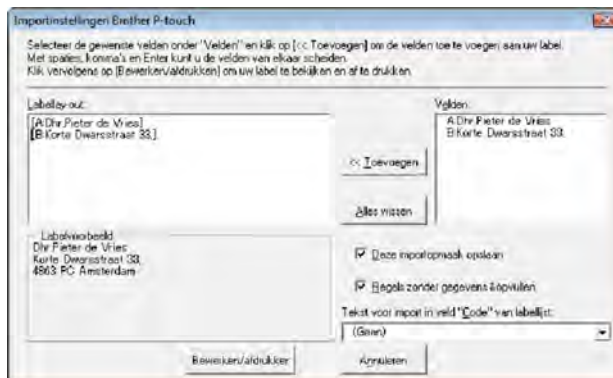 Importinstellingen Brother P-touch
Selecteer de gewenste velden onder "Velden" en klik op [<< Toevoegen] om de velden toe te voegen aan uw label.
Met spaties, komma's en Enter kunt u de velden van elkaar scheiden.
Klik vervolgens op [Bewerken/afdrukken] om uw label te bekijken en af te drukken.
Labellay-out:
[A:Dhr.Pieter de Vries]
[B:Korte Dwarsstraat 33,]
Velden:
A:Dhr.Pieter de Vries
B:Korte Dwarsstraat 33,
<< Toevoegen
Alles wissen
Labelvoorbeeld
Dhr.Pieter de Vries
Korte Dwarsstraat 33,
4863 PC Amsterdam
Deze importopmaak opslaan
Regels zonder gegevens opvullen
Tekst voor import in veld "Code" van labellijst:
(Geen)
Bewerken/afdrukken
Annuleren